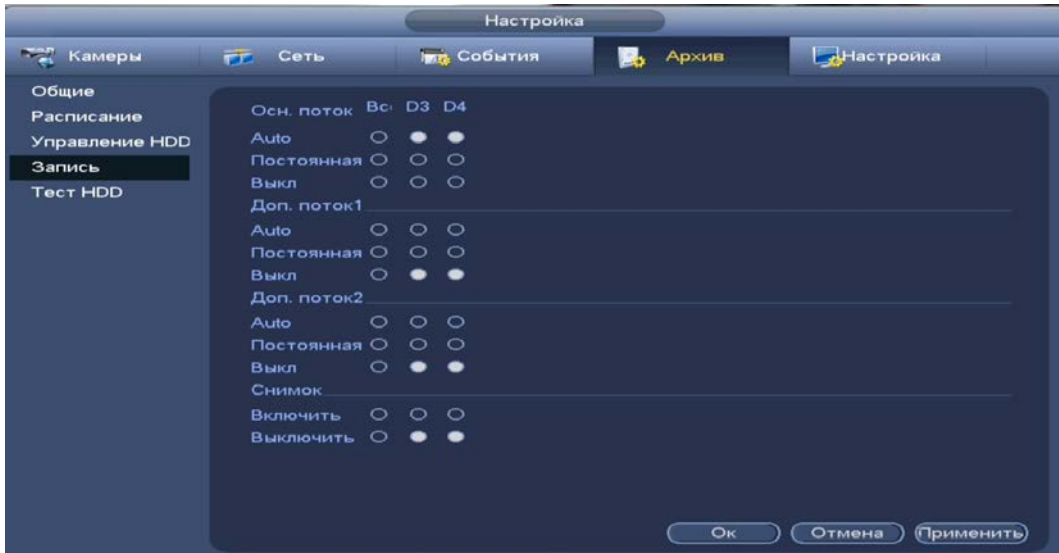 Настройка
Камеры Сеть События Архив Настройка
Общие
Расписание
Управление HDD
Запись
Тест HDD
Осн. поток Вс D3 D4
Auto
Постоянная
Выкл
Доп. поток1
Auto
Постоянная
Выкл
Доп. поток2
Auto
Постоянная
Выкл
Снимок
Включить
Выключить
Ок Отмена Применить